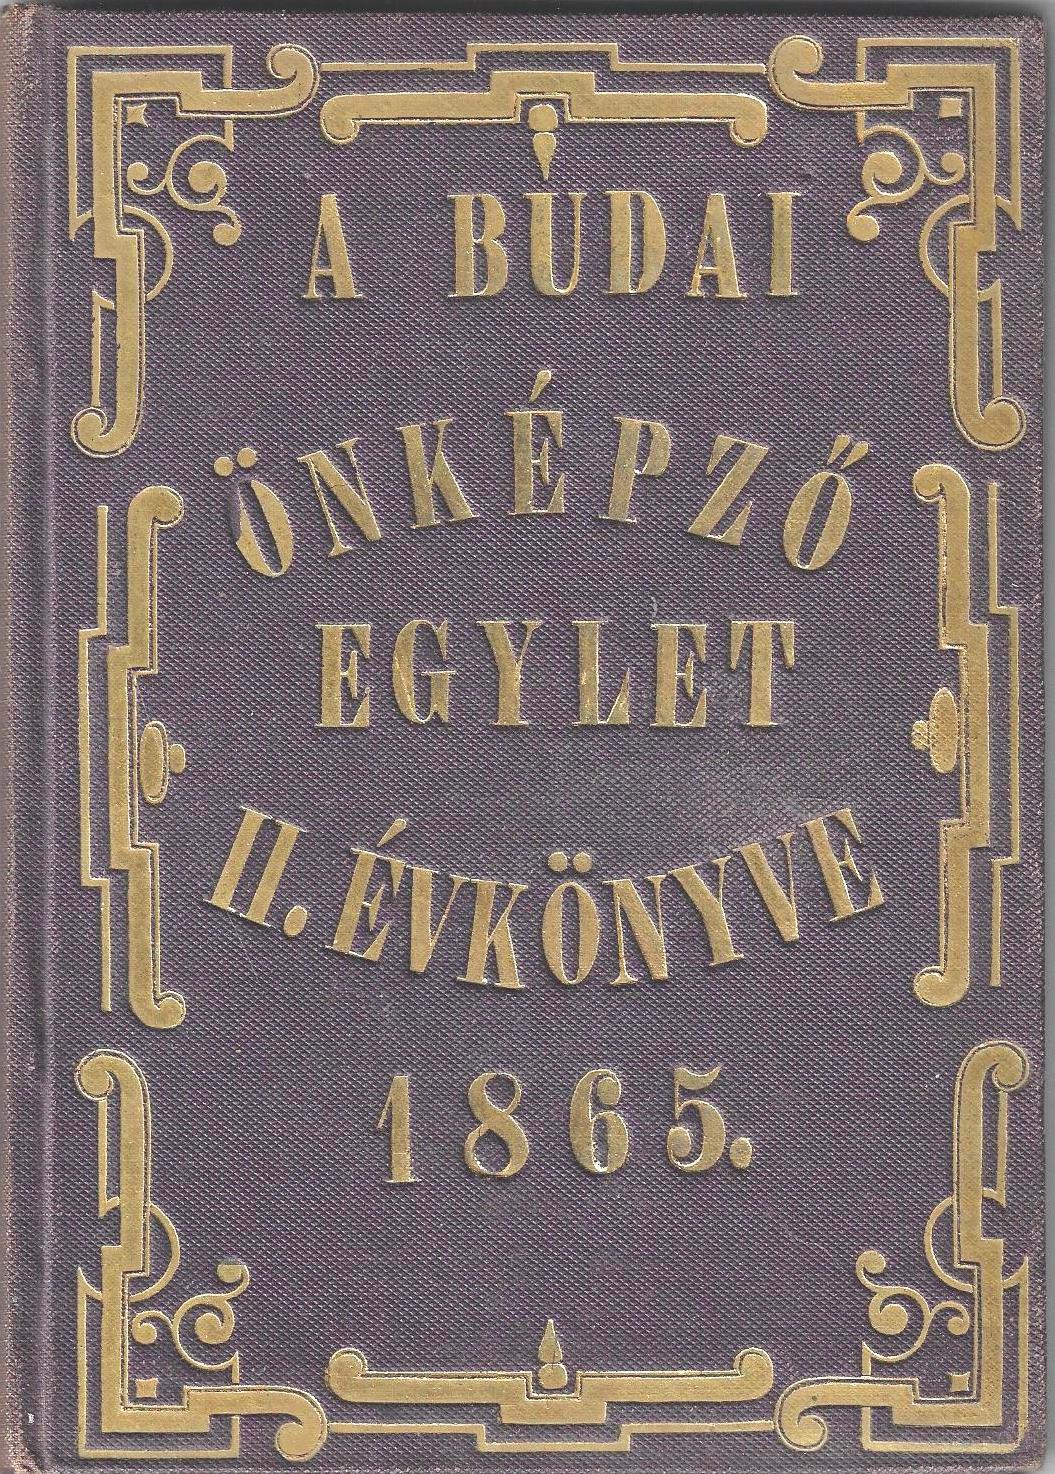 A BUDAI
ÖNKÉPZŐ
EGYLET
II. ÉVKÖNYVE
1865.